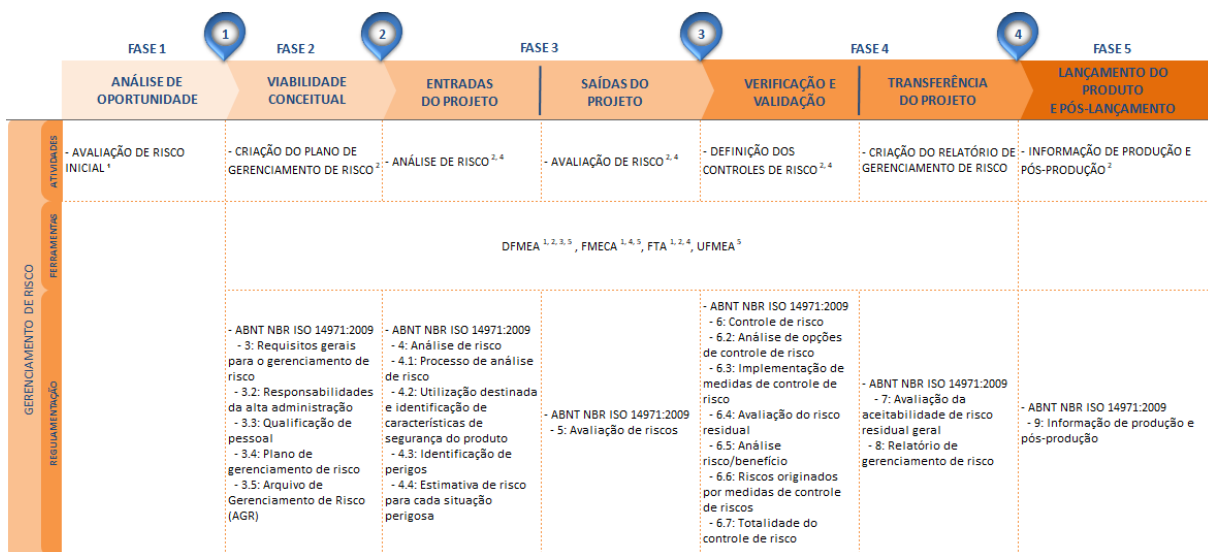 1
2
3
4
FASE 1
FASE 2
FASE 3
FASE 4
FASE 5
ANÁLISE DE
OPORTUNIDADE
VIABILIDADE
CONCEITUAL
ENTRADAS
DO PROJETO
SAÍDAS DO
PROJETO
VERIFICAÇÃO E
VALIDAÇÃO
TRANSFERÊNCIA
DO PROJETO
LANÇAMENTO DO
PRODUTO
E PÓS-LANÇAMENTO
GERENCIAMENTO DE RISCO
ATIVIDADES
- AVALIAÇÃO DE RISCO
INICIAL ¹
- CRIAÇÃO DO PLANO DE
GERENCIAMENTO DE RISCO ²
- ANÁLISE DE RISCO ²,⁴
- AVALIAÇÃO DE RISCO ²,⁴
- DEFINIÇÃO DOS
CONTROLES DE RISCO ²,⁴
- CRIAÇÃO DO RELATÓRIO DE
GERENCIAMENTO DE RISCO
- INFORMAÇÃO DE PRODUÇÃO E
PÓS-PRODUÇÃO ²
FERRAMENTAS
DFMEA ¹,²,³,⁵ , FMECA ¹,⁴,⁵, FTA ¹,²,⁴, UFMEA ⁵
REGULAMENTAÇÃO
- ABNT NBR ISO 14971:2009
- 3: Requisitos gerais
para o gerenciamento de
risco
- 3.2: Responsabilidades
da alta administração
- 3.3: Qualificação de
pessoal
- 3.4: Plano de
gerenciamento de risco
- 3.5: Arquivo de
Gerenciamento de Risco
(AGR)
- ABNT NBR ISO 14971:2009
- 4: Análise de risco
- 4.1: Processo de análise
de risco
- 4.2: Utilização destinada
e identificação de
características de
segurança do produto
- 4.3: Identificação de
perigos
- 4.4: Estimativa de risco
para cada situação
perigosa
- ABNT NBR ISO 14971:2009
- 5: Avaliação de riscos
- ABNT NBR ISO 14971:2009
- 6: Controle de risco
- 6.2: Análise de opções
de controle de risco
- 6.3: Implementação de
medidas de controle de
risco
- 6.4: Avaliação do risco
residual
- 6.5: Análise
risco/benefício
- 6.6: Riscos originados
por medidas de controle
de riscos
- 6.7: Totalidade do
controle de risco
- ABNT NBR ISO 14971:2009
- 7: Avaliação da
aceitabilidade de risco
residual geral
- 8: Relatório de
gerenciamento de risco
- ABNT NBR ISO 14971:2009
- 9: Informação de produção e
pós-produção